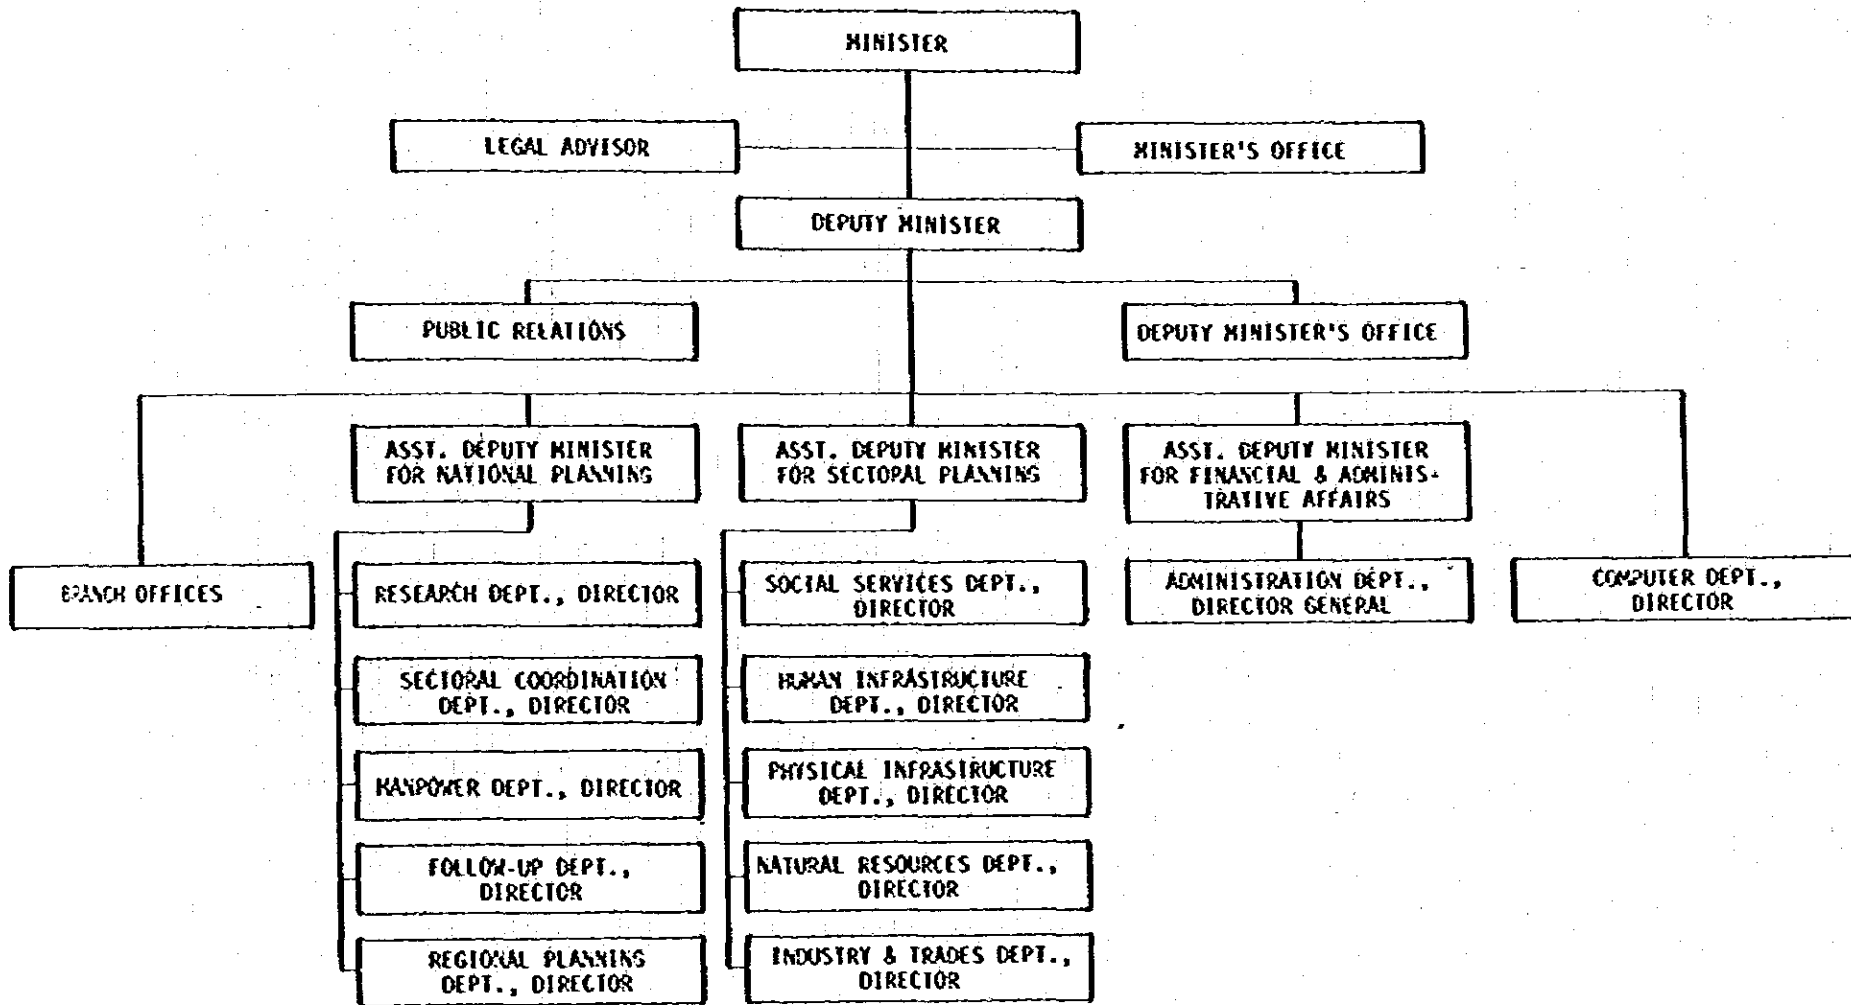 MINISTER
LEGAL ADVISOR
MINISTER'S OFFICE
DEPUTY MINISTER
PUBLIC RELATIONS
DEPUTY MINISTER'S OFFICE
ASST. DEPUTY MINISTER
FOR NATIONAL PLANNING
ASST. DEPUTY MINISTER
FOR SECTOPAL PLANNING
ASST. DEPUTY MINISTER
FOR FINANCIAL & ADMINIS-
TRATIVE AFFAIRS
BRANCH OFFICES
RESEARCH DEPT., DIRECTOR
SOCIAL SERVICES DEPT.,
DIRECTOR
ADMINISTRATION DEPT.,
DIRECTOR GENERAL
COMPUTER DEPT.,
DIRECTOR
SECTORAL COORDINATION
DEPT., DIRECTOR
HUMAN INFRASTRUCTURE
DEPT., DIRECTOR
MANPOWER DEPT., DIRECTOR
PHYSICAL INFRASTRUCTURE
DEPT., DIRECTOR
FOLLOW-UP DEPT.,
DIRECTOR
NATURAL RESOURCES DEPT.,
DIRECTOR
REGIONAL PLANNING
DEPT., DIRECTOR
INDUSTRY & TRADES DEPT.,
DIRECTOR